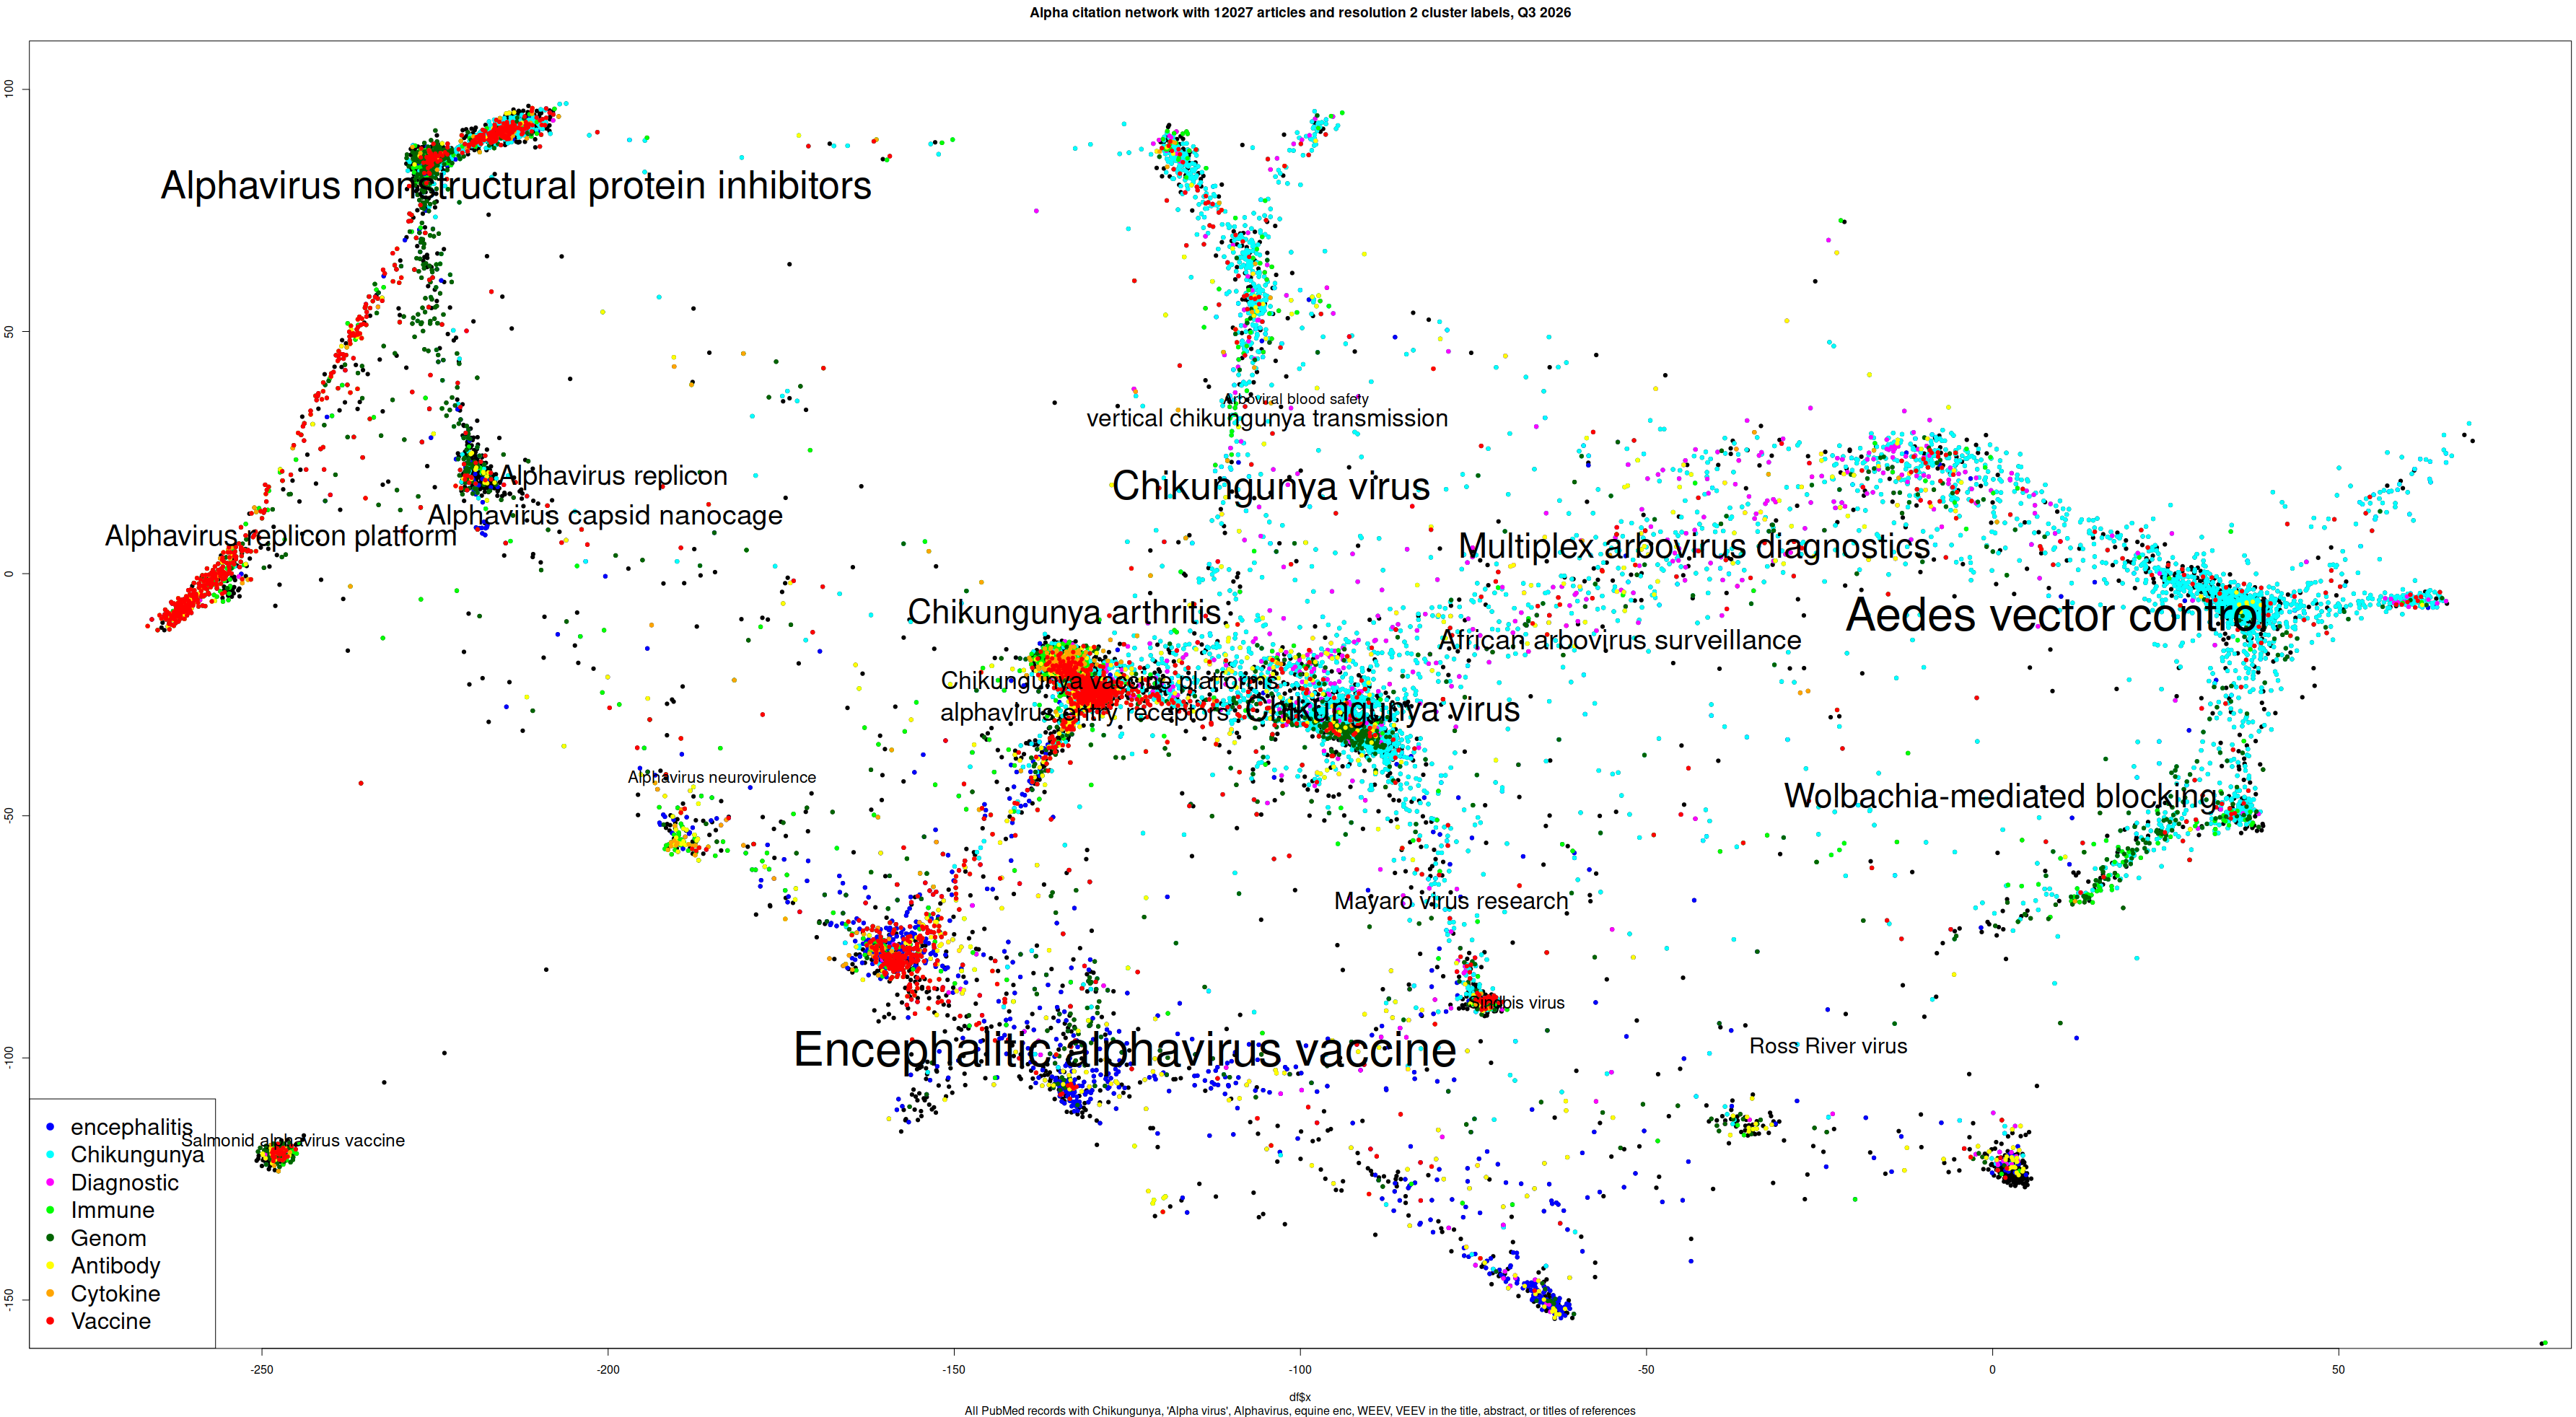 Alpha citation network with 12027 articles and resolution 2 cluster labels, Q3 2026
100
50
0
-50
-100
-150
Alphavirus nonstructural protein inhibitors
Arboviral blood safety
vertical chikungunya transmission
Alphavirus replicon
Chikungunya virus
Alphavirus capsid nanocage
Alphavirus replicon platform
Multiplex arbovirus diagnostics
Chikungunya arthritis
Aedes vector control
African arbovirus surveillance
Chikungunya vaccine platforms
alphavirus entry receptors
Chikungunya virus
Alphavirus neurovirulence
Wolbachia-mediated blocking
Mayaro virus research
Sindbis virus
Encephalitic alphavirus vaccine
Ross River virus
Salmonid alphavirus vaccine
encephalitis
Chikungunya
Diagnostic
Immune
Genom
Antibody
Cytokine
Vaccine
-250
-200
-150
-100
-50
0
50
df$x
All PubMed records with Chikungunya, 'Alpha virus', Alphavirus, equine enc, WEEV, VEEV in the title, abstract, or titles of references